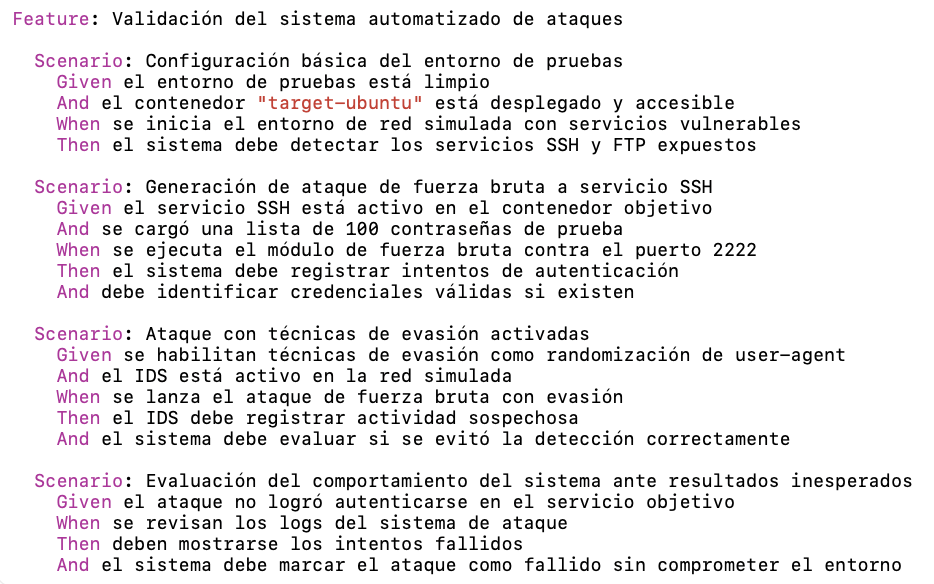 Feature: Validación del sistema automatizado de ataques
Scenario: Configuración básica del entorno de pruebas
Given el entorno de pruebas está limpio
And el contenedor "target-ubuntu" está desplegado y accesible
When se inicia el entorno de red simulada con servicios vulnerables
Then el sistema debe detectar los servicios SSH y FTP expuestos
Scenario: Generación de ataque de fuerza bruta a servicio SSH
Given el servicio SSH está activo en el contenedor objetivo
And se cargó una lista de 100 contraseñas de prueba
When se ejecuta el módulo de fuerza bruta contra el puerto 2222
Then el sistema debe registrar intentos de autenticación
And debe identificar credenciales válidas si existen
Scenario: Ataque con técnicas de evasión activadas
Given se habilitan técnicas de evasión como randomización de user-agent
And el IDS está activo en la red simulada
When se lanza el ataque de fuerza bruta con evasión
Then el IDS debe registrar actividad sospechosa
And el sistema debe evaluar si se evitó la detección correctamente
Scenario: Evaluación del comportamiento del sistema ante resultados inesperados
Given el ataque no logró autenticarse en el servicio objetivo
When se revisan los logs del sistema de ataque
Then deben mostrarse los intentos fallidos
And el sistema debe marcar el ataque como fallido sin comprometer el entorno